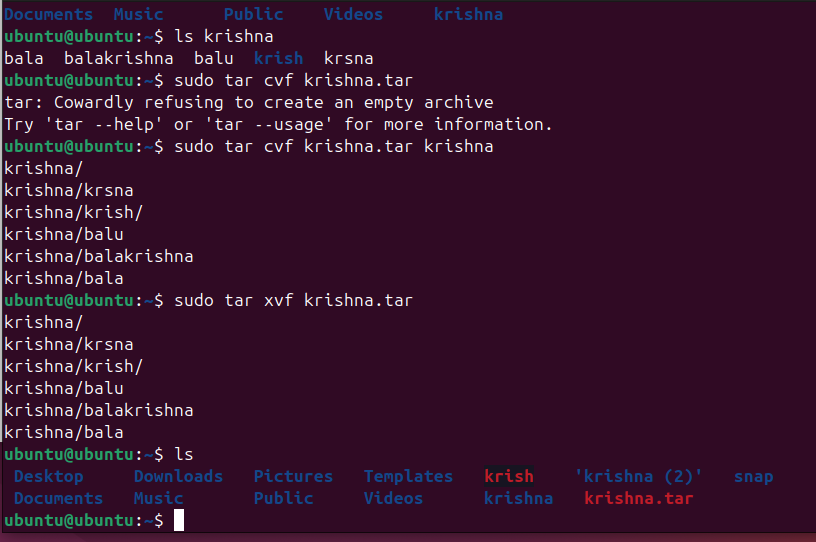 Documents  Music      Public    Videos     krishna
ubuntu@ubuntu:~$ ls krishna
bala  balakrishna  balu  krish  krsna
ubuntu@ubuntu:~$ sudo tar cvf krishna.tar
tar: Cowardly refusing to create an empty archive
Try 'tar --help' or 'tar --usage' for more information.
ubuntu@ubuntu:~$ sudo tar cvf krishna.tar krishna
krishna/
krishna/krsna
krishna/krish/
krishna/balu
krishna/balakrishna
krishna/bala
ubuntu@ubuntu:~$ sudo tar xvf krishna.tar
krishna/
krishna/krsna
krishna/krish/
krishna/balu
krishna/balakrishna
krishna/bala
ubuntu@ubuntu:~$ ls
 Desktop     Downloads   Pictures   Templates   krish    'krishna (2)'   snap
 Documents   Music       Public     Videos      krishna   krishna.tar
ubuntu@ubuntu:~$